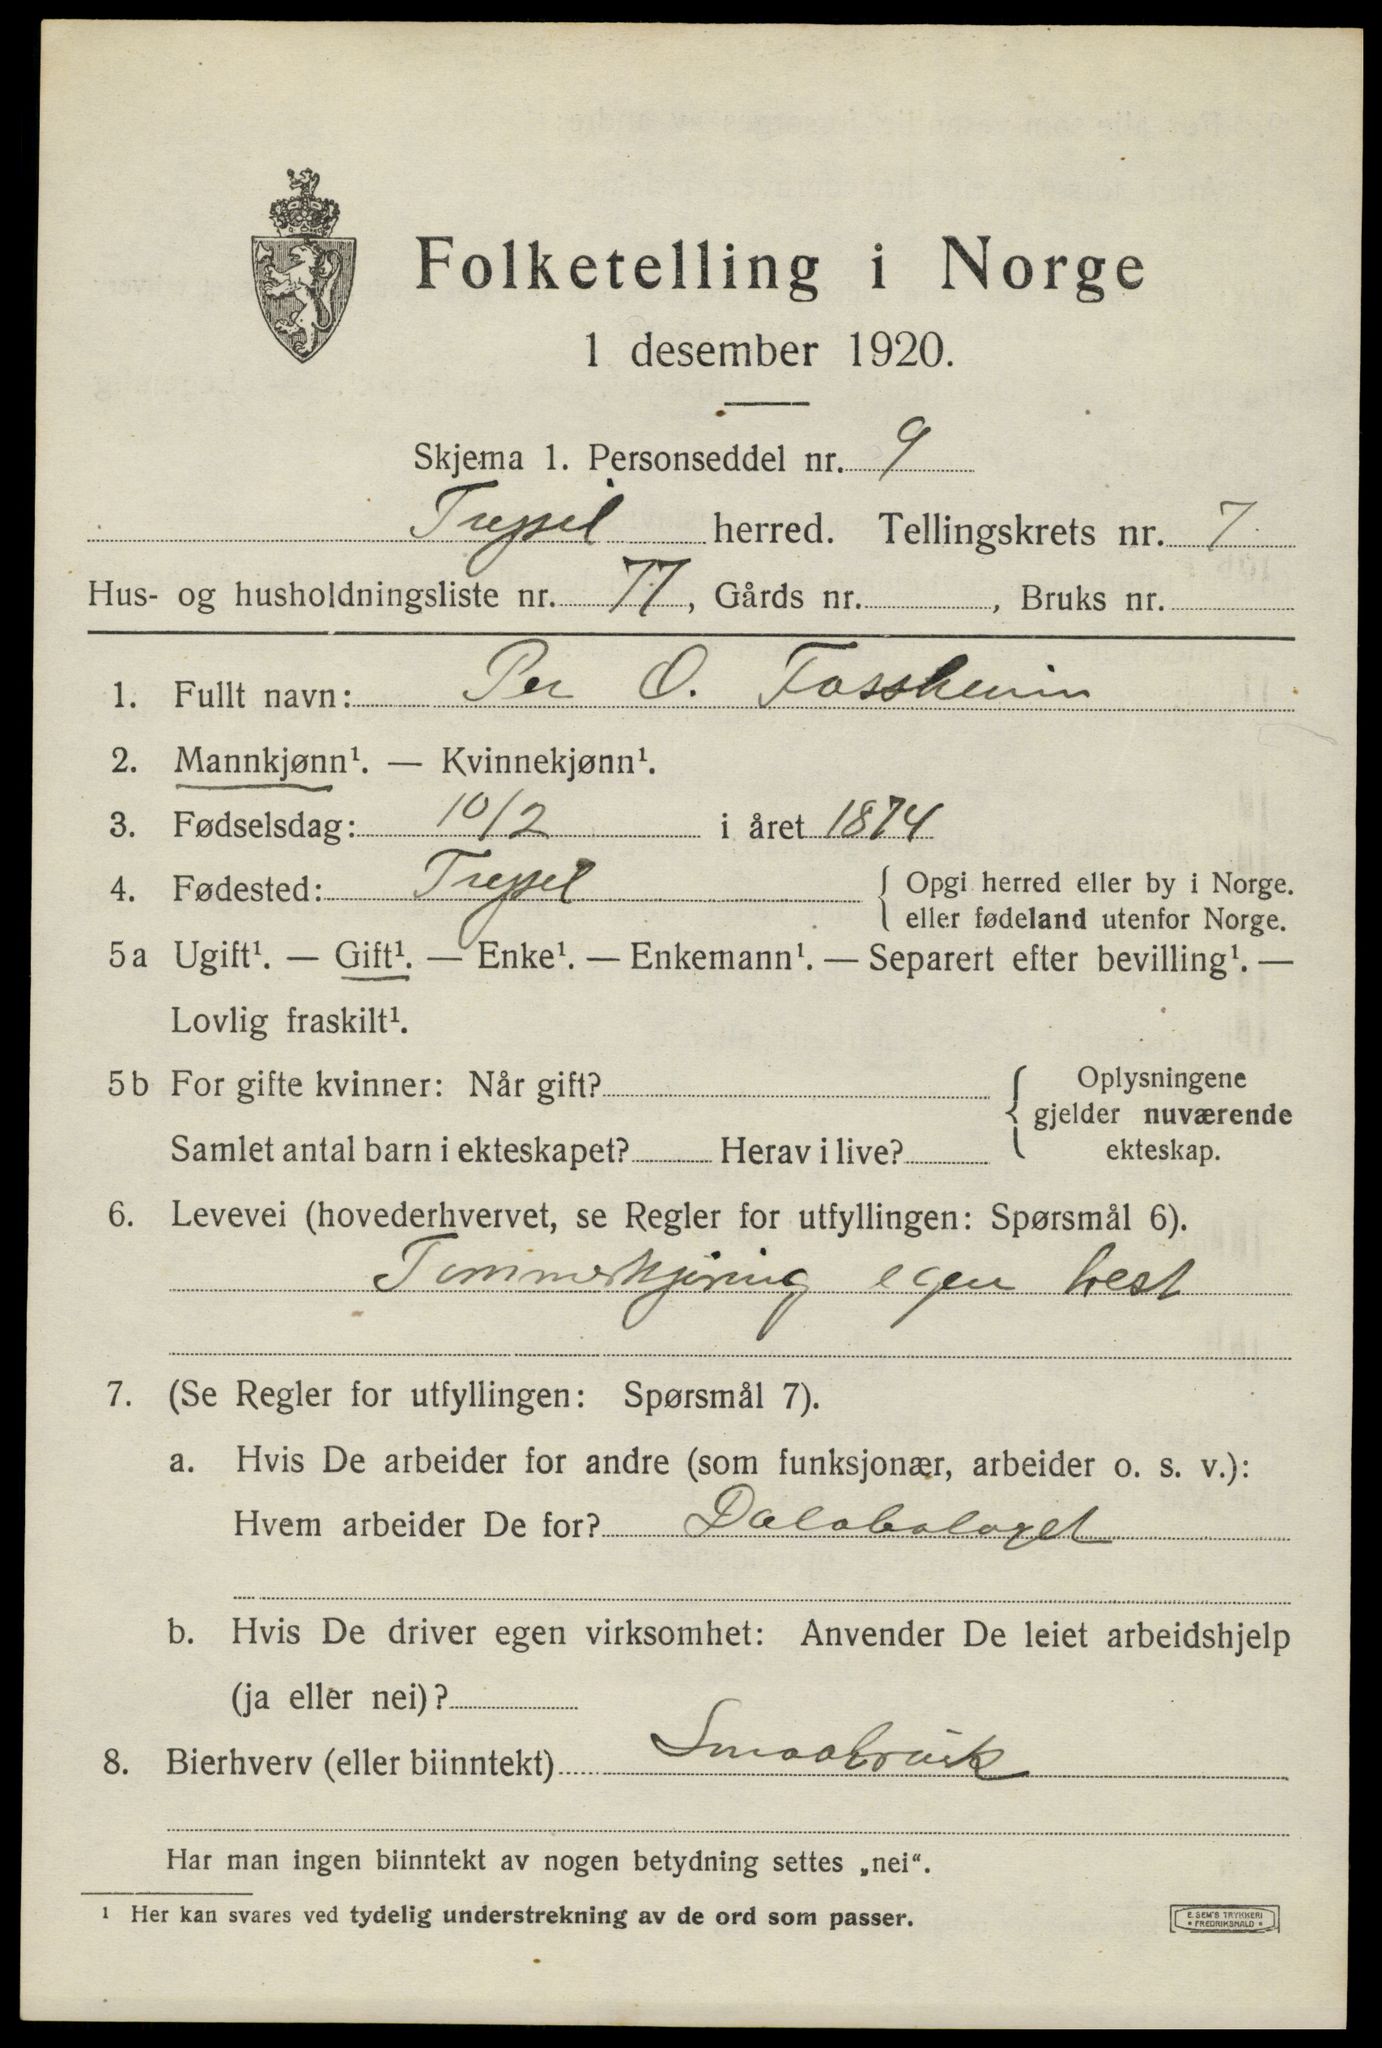 Folketelling i Norge
1 desember 1920.
Skjema 1. Personseddel nr. 9
Trysil herred. Tellingskrets nr. 7
Hus- og husholdningsliste nr. 77, Gårds nr. , Bruks nr.
1. Fullt navn: Per O. Fossheim
2. Mannkjønn¹. — Kvinnekjønn¹.
3. Fødselsdag: 10/2 i året 1874
4. Fødested: Trysil { Opgi herred eller by i Norge.
eller fødeland utenfor Norge.
5a Ugift¹. — Gift¹. — Enke¹. — Enkemann¹. — Separert efter bevilling¹. —
Lovlig fraskilt¹.
5b For gifte kvinner: Når gift? { Oplysningene
gjelder nuværende
ekteskap.
Samlet antal barn i ekteskapet? Herav i live?
6. Levevei (hovederhvervet, se Regler for utfyllingen: Spørsmål 6).
Tømmerkjøring egen hest
7. (Se Regler for utfyllingen: Spørsmål 7).
a. Hvis De arbeider for andre (som funksjonær, arbeider o. s. v.):
Hvem arbeider De for?
b. Hvis De driver egen virksomhet: Anvender De leiet arbeidshjelp
(ja eller nei)?
8. Bierhverv (eller biinntekt) Smaabruk
Har man ingen biinntekt av nogen betydning settes „nei“.
¹ Her kan svares ved tydelig understrekning av de ord som passer.
E. SEM'S TRYKKERI
• FREDRIKSHALD •